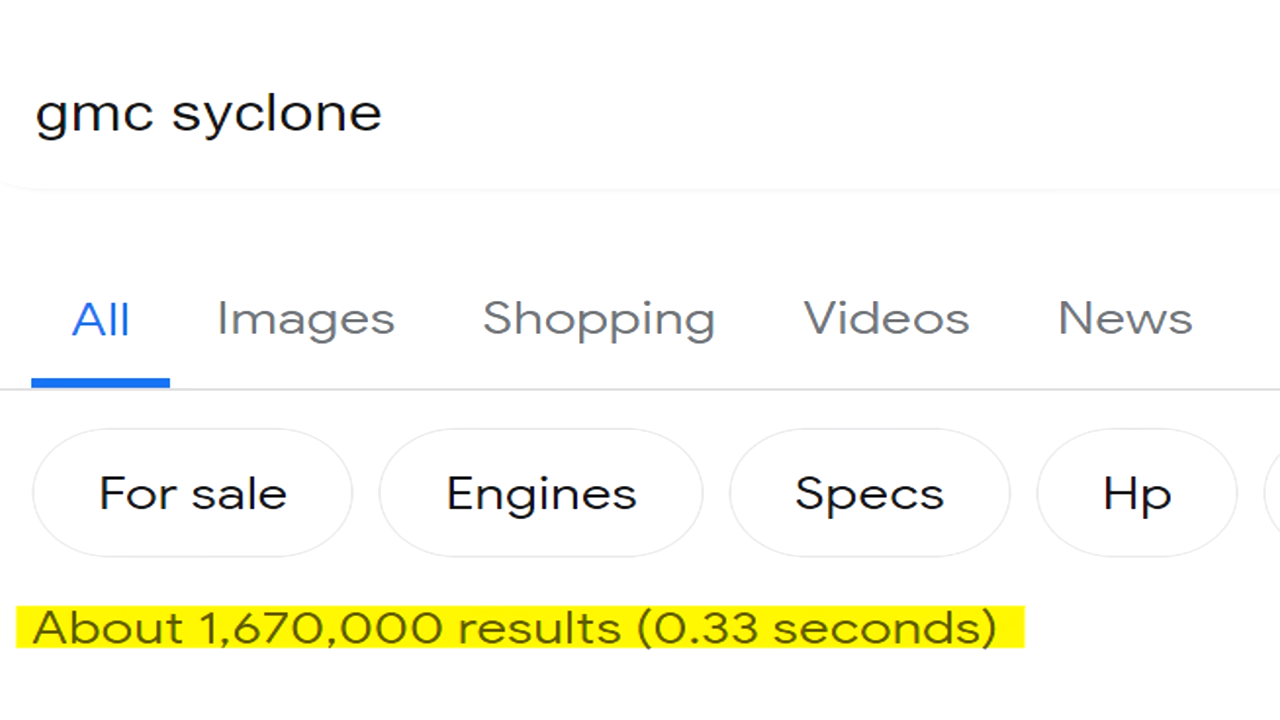 gmc syclone
All Images Shopping Videos News
For sale Engines Specs Hp
About 1,670,000 results (0.33 seconds)